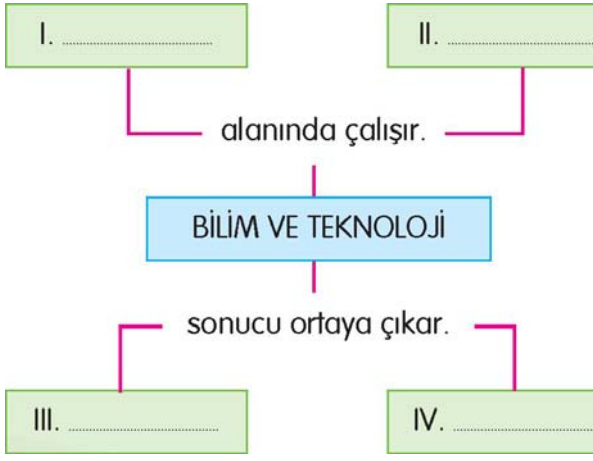 I. ........................................
II. ........................................
alanında çalışır.
BİLİM VE TEKNOLOJİ
sonucu ortaya çıkar.
III. ........................................
IV. ........................................